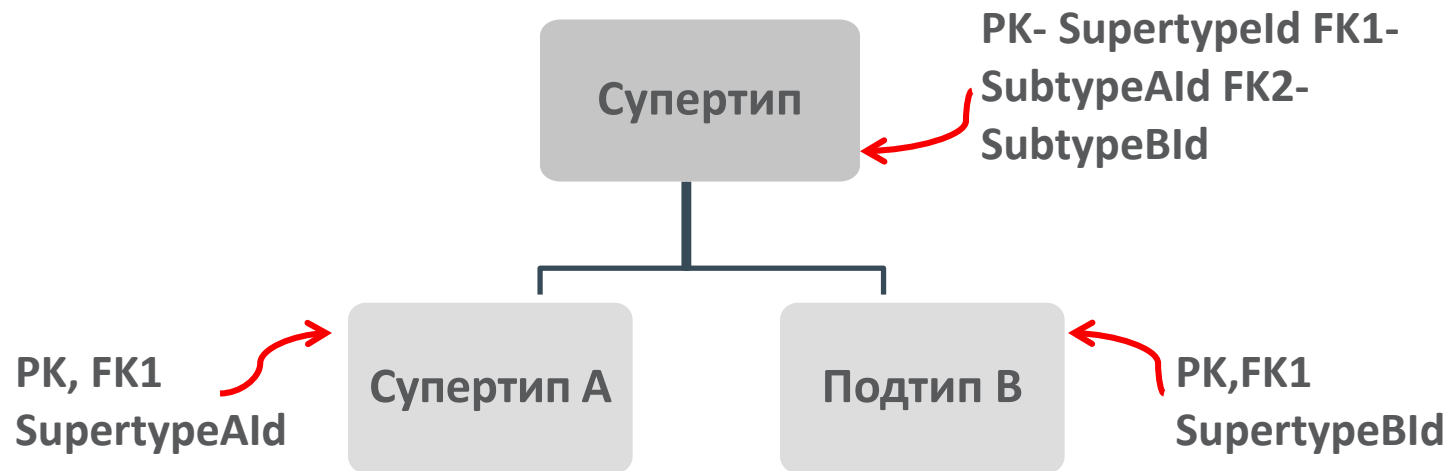 Супертип
PK- SupertypeId FK1-
SubtypeAId FK2-
SubtypeBId
PK, FK1
SupertypeAId
Супертип A
Подтип B
PK,FK1
SupertypeBId